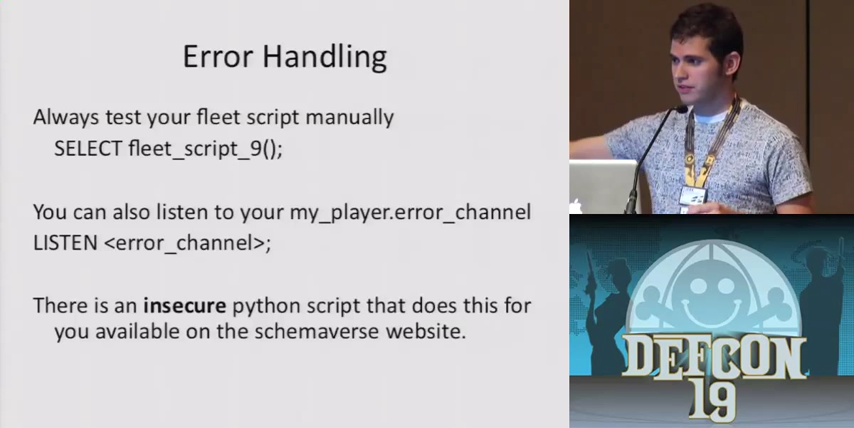 Error Handling
Always test your fleet script manually
SELECT fleet_script_9();
You can also listen to your my_player.error_channel
LISTEN <error_channel>;
There is an insecure python script that does this for
you available on the schemaverse website.
DEFCON
19